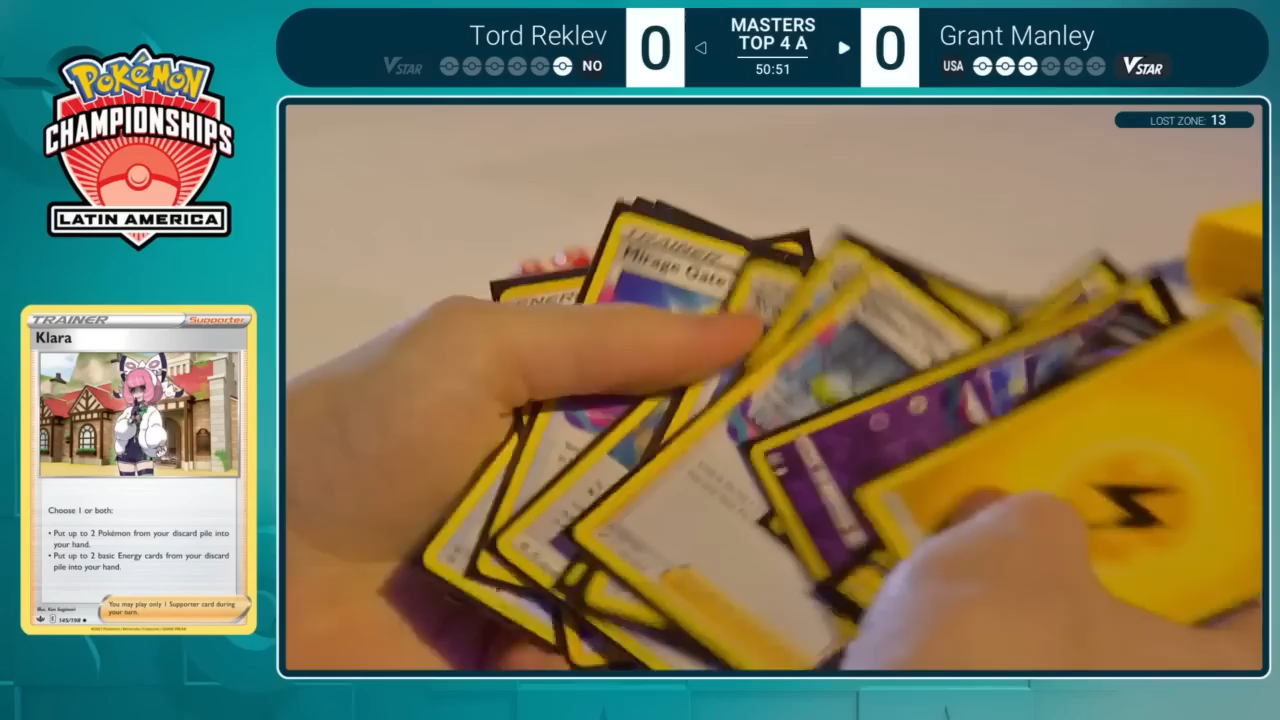 Tord Reklev
0
MASTERS
TOP 4 A
50:51
0
Grant Manley
VSTAR
NO
USA
VSTAR
POKéMON
CHAMPIONSHIPS
LATIN AMERICA
LOST ZONE: 13
TRAINER
Supporter
Klara
Choose 1 or both:
• Put up to 2 Pokémon from your discard pile into
your hand.
• Put up to 2 basic Energy cards from your discard
pile into your hand.
You may play only 1 Supporter card during
your turn.
145/198
TRAINER
Mirage Gate